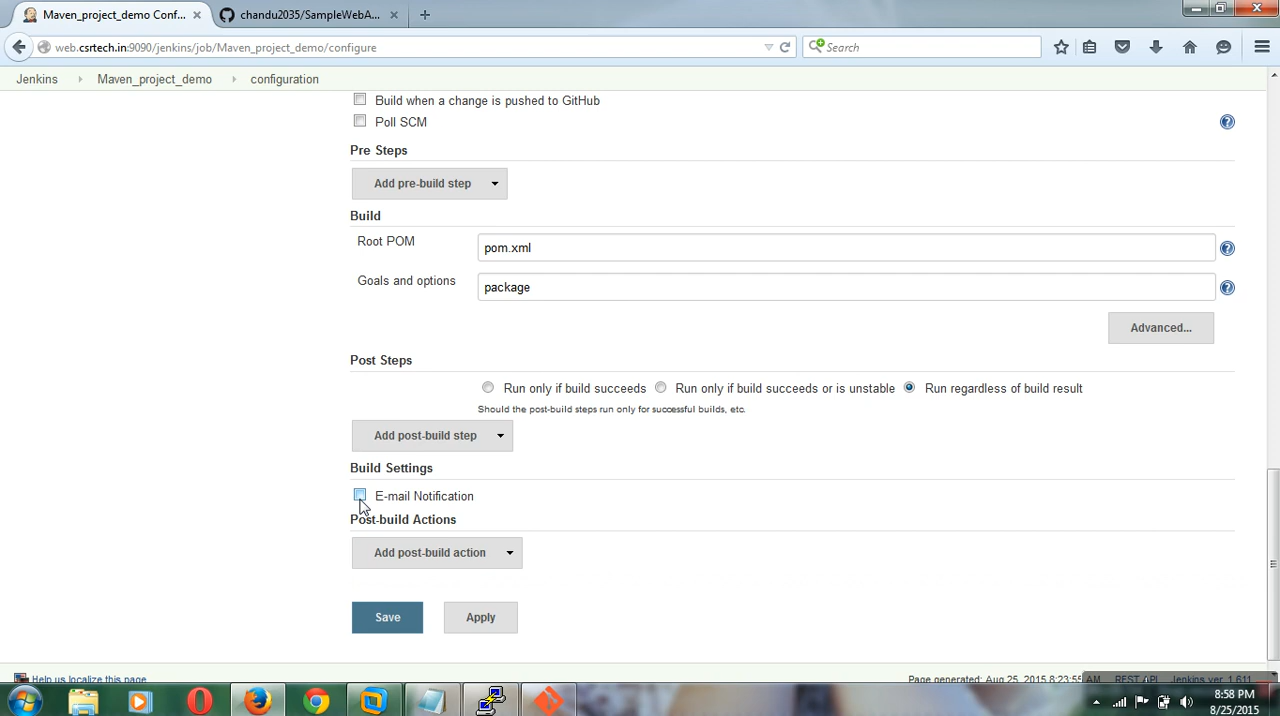 Maven_project_demo Conf...
chandu2035/SampleWebA...
web.csrtech.in:9090/jenkins/job/Maven_project_demo/configure
Search
Jenkins
Maven_project_demo
configuration
Build when a change is pushed to GitHub
Poll SCM
Pre Steps
Add pre-build step
Build
Root POM
pom.xml
Goals and options
package
Advanced...
Post Steps
Run only if build succeeds
Run only if build succeeds or is unstable
Run regardless of build result
Should the post-build steps run only for successful builds, etc.
Add post-build step
Build Settings
E-mail Notification
Post-build Actions
Add post-build action
Save
Apply
Help us localize this page
Page generated: Aug 25, 2015 8:23:55 AM
REST API
Jenkins ver. 1.611
8:58 PM
8/25/2015